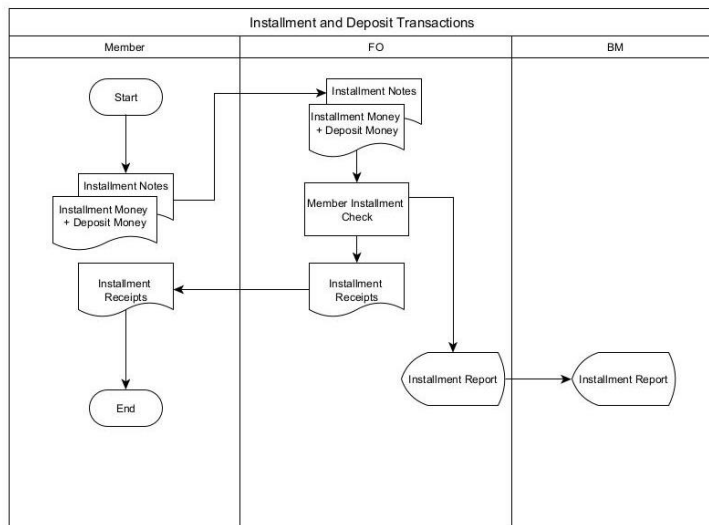 Installment and Deposit Transactions
Member
FO
BM
Start
Installment Notes
Installment Money
+ Deposit Money
Installment Notes
Installment Money
+ Deposit Money
Member Installment
Check
Installment
Receipts
Installment
Receipts
Installment Report
Installment Report
End